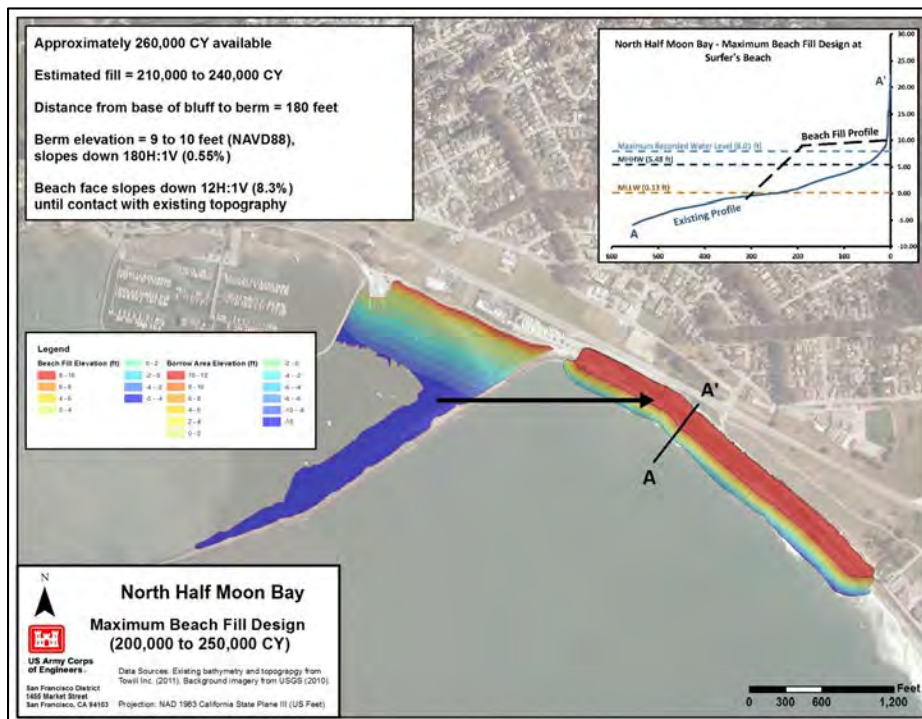 Approximately 260,000 CY available
Estimated fill = 210,000 to 240,000 CY
Distance from base of bluff to berm = 180 feet
Berm elevation = 9 to 10 feet (NAVD88),
slopes down 180H:1V (0.55%)
Beach face slopes down 12H:1V (8.3%)
until contact with existing topography
North Half Moon Bay - Maximum Beach Fill Design at
Surfer's Beach
30.00
25.00
20.00
15.00
10.00
5.00
0.00
-5.00
-10.00
A'
Beach Fill Profile
Maximum Recorded Water Level (8.01 ft)
MHHW (5.48 ft)
MLLW (0.13 ft)
Existing Profile
A
600
500
400
300
200
100
0
Legend
Beach Fill Elevation (ft)
Borrow Area Elevation (ft)
A'
A
N
US Army Corps
of Engineers
San Francisco District
1455 Market Street
San Francisco, CA 94103
North Half Moon Bay
Maximum Beach Fill Design
(200,000 to 250,000 CY)
Data Sources: Existing bathymetry and topograpgy from
Towill Inc. (2011). Background imagery from USGS (2010).
Projection: NAD 1983 California State Plane III (US Feet)
Feet
0 300 600 1,200